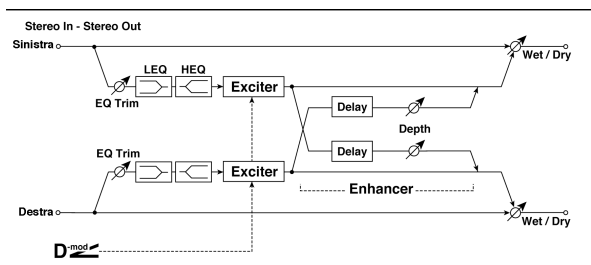 Stereo In - Stereo Out
Sinistra
Wet / Dry
LEQ HEQ
EQ Trim
Exciter
Delay
Depth
EQ Trim
Delay
Exciter
Enhancer
Destra
Wet / Dry
D-mod